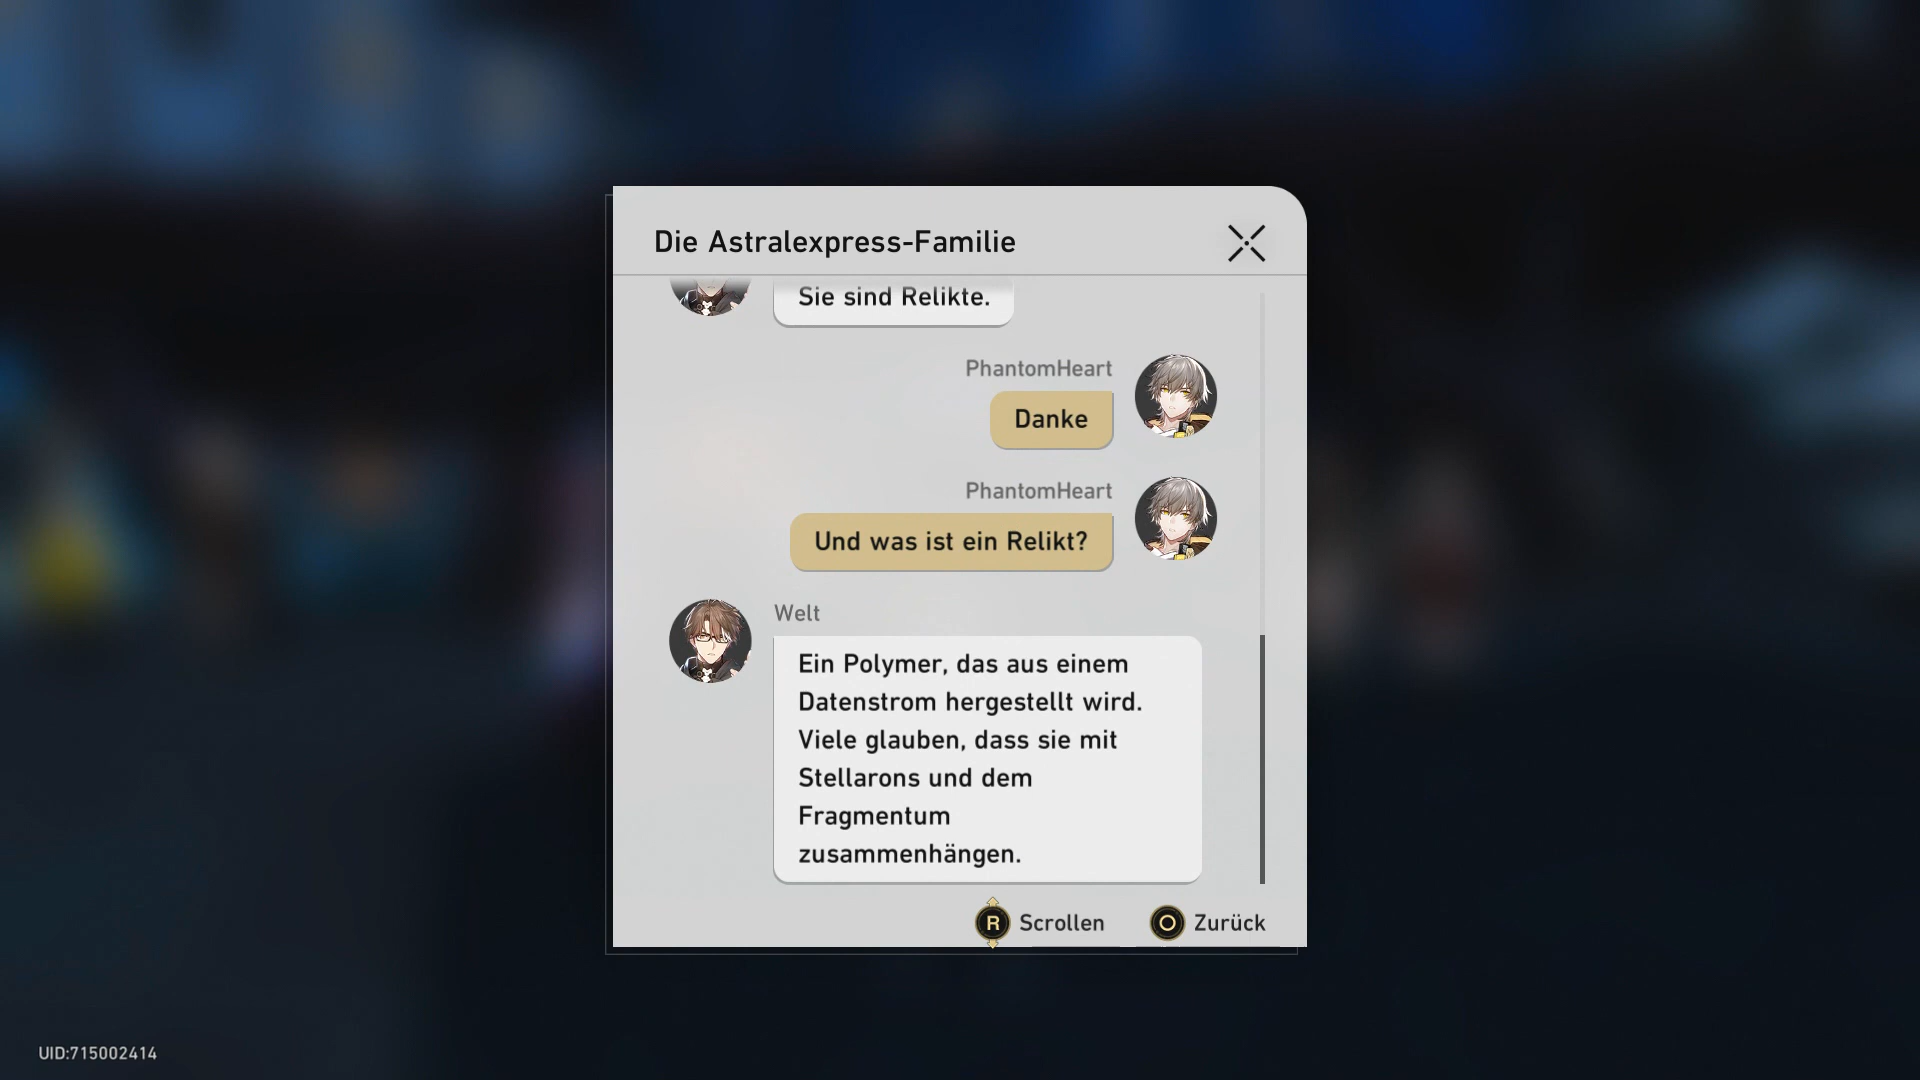 Die Astralexpress-Familie
Sie sind Relikte.
PhantomHeart
Danke
PhantomHeart
Und was ist ein Relikt?
Welt
Ein Polymer, das aus einem
Datenstrom hergestellt wird.
Viele glauben, dass sie mit
Stellarons und dem
Fragmentum
zusammenhängen.
R Scrollen
Zurück
UID:715002414